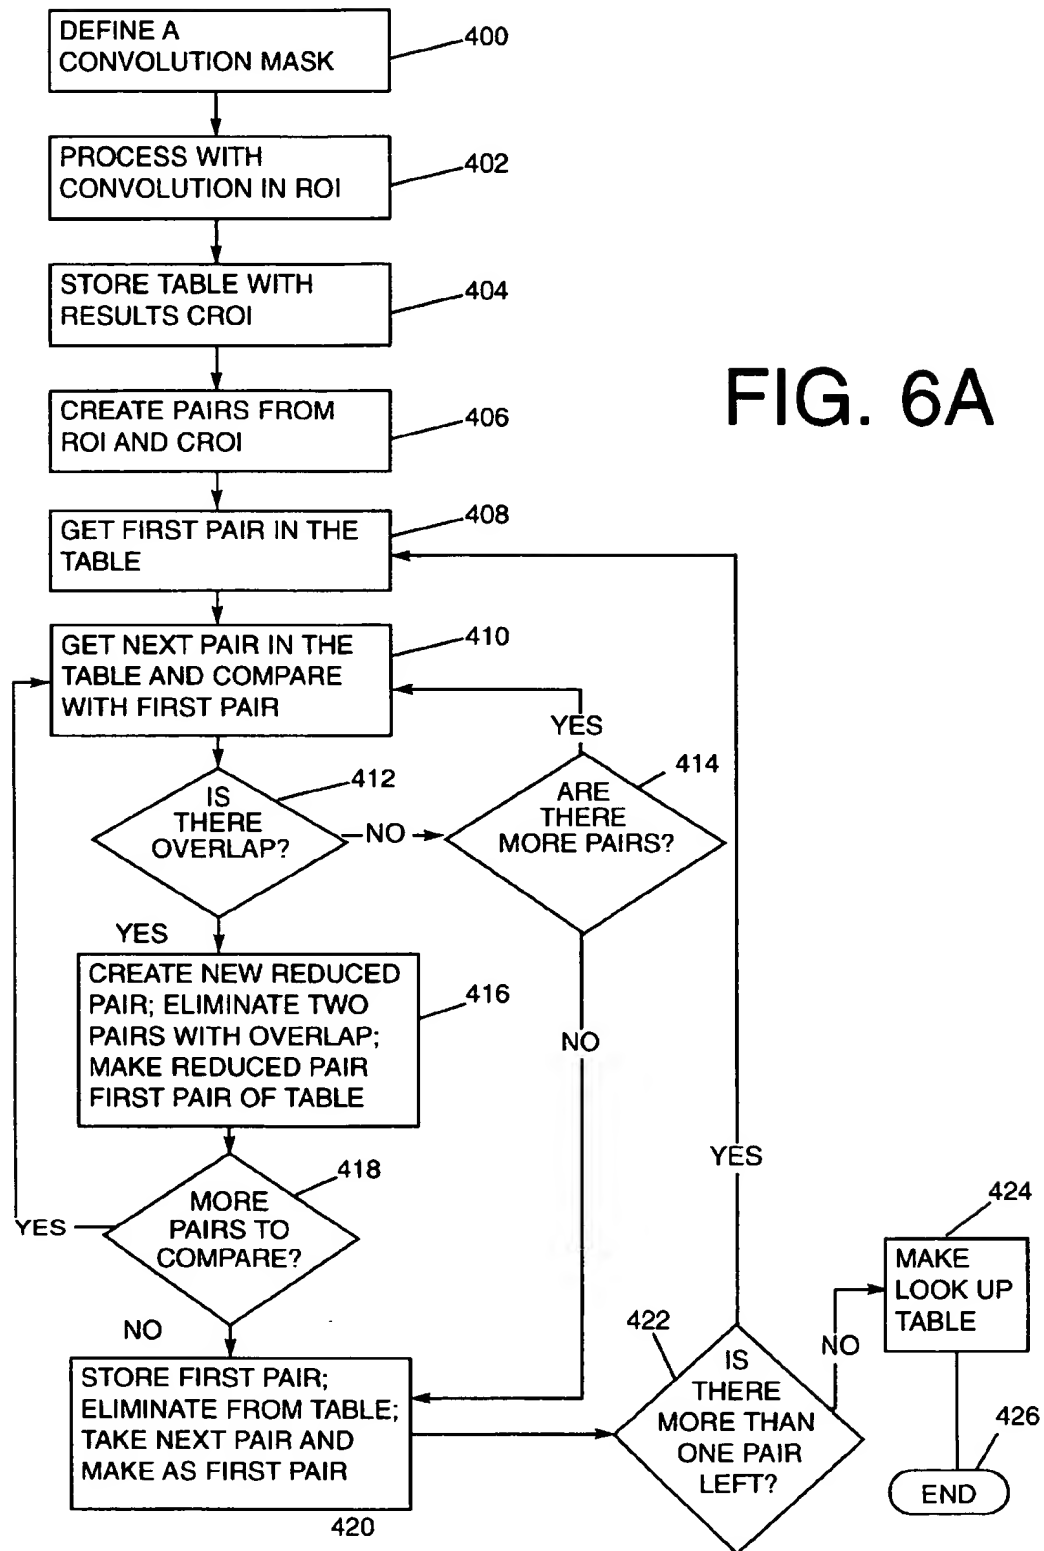 DEFINE A
CONVOLUTION MASK
400
PROCESS WITH
CONVOLUTION IN ROI
402
STORE TABLE WITH
RESULTS CROI
404
FIG. 6A
CREATE PAIRS FROM
ROI AND CROI
406
GET FIRST PAIR IN THE
TABLE
408
GET NEXT PAIR IN THE
TABLE AND COMPARE
WITH FIRST PAIR
410
YES
IS
THERE
OVERLAP?
412
NO
ARE
THERE
MORE PAIRS?
414
YES
CREATE NEW REDUCED
PAIR; ELIMINATE TWO
PAIRS WITH OVERLAP;
MAKE REDUCED PAIR
FIRST PAIR OF TABLE
416
NO
YES
MORE
PAIRS TO
COMPARE?
418
YES
NO
STORE FIRST PAIR;
ELIMINATE FROM TABLE;
TAKE NEXT PAIR AND
MAKE AS FIRST PAIR
420
IS
THERE
MORE THAN
ONE PAIR
LEFT?
422
NO
MAKE
LOOK UP
TABLE
424
END
426